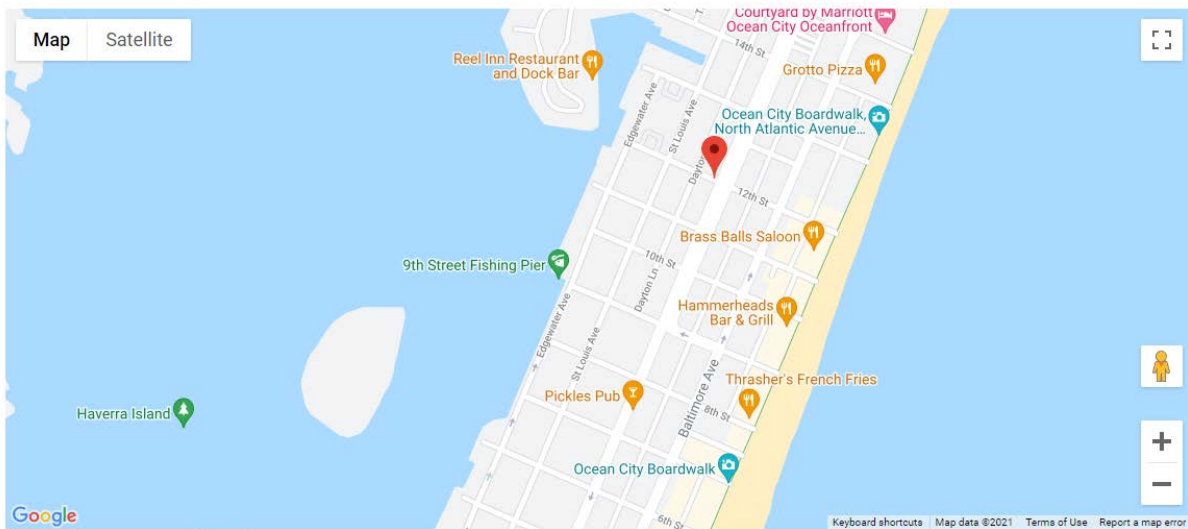 Map
Satellite
Courtyard by Marriott
Ocean City Oceanfront
14th St
Reel Inn Restaurant
and Dock Bar
Grotto Pizza
Edgewater Ave
St Louis Ave
Ocean City Boardwalk,
North Atlantic Avenue...
Dayton
12th St
Brass Balls Saloon
10th St
9th Street Fishing Pier
Dayton Ln
Hammerheads
Bar & Grill
Edgewater Ave
St Louis Ave
Baltimore Ave
Thrasher's French Fries
Pickles Pub
8th St
Haverra Island
Ocean City Boardwalk
6th St
Google
Keyboard shortcuts
Map data ©2021
Terms of Use
Report a map error